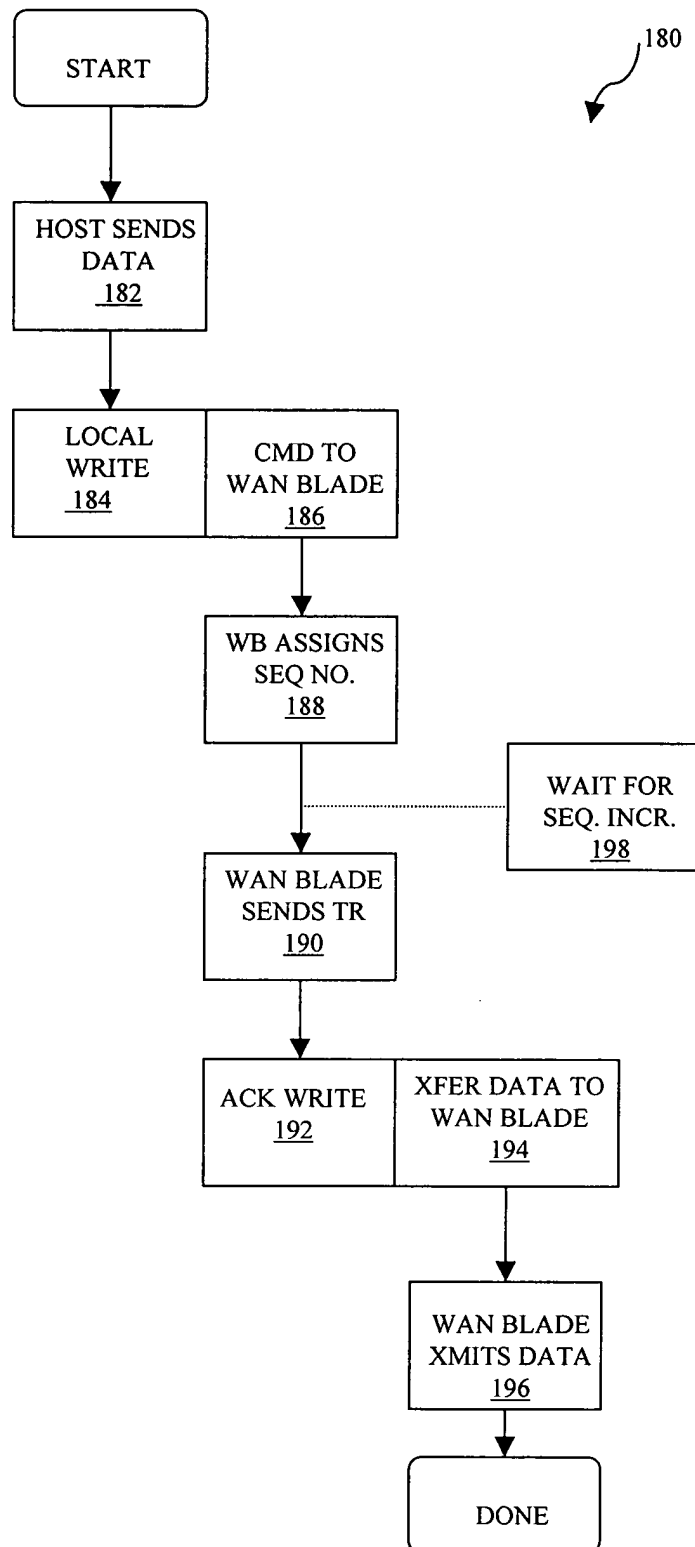 START
180
HOST SENDS
DATA
182
LOCAL
WRITE
184
CMD TO
WAN BLADE
186
WB ASSIGNS
SEQ NO.
188
WAIT FOR
SEQ. INCR.
198
WAN BLADE
SENDS TR
190
ACK WRITE
192
XFER DATA TO
WAN BLADE
194
WAN BLADE
XMITS DATA
196
DONE